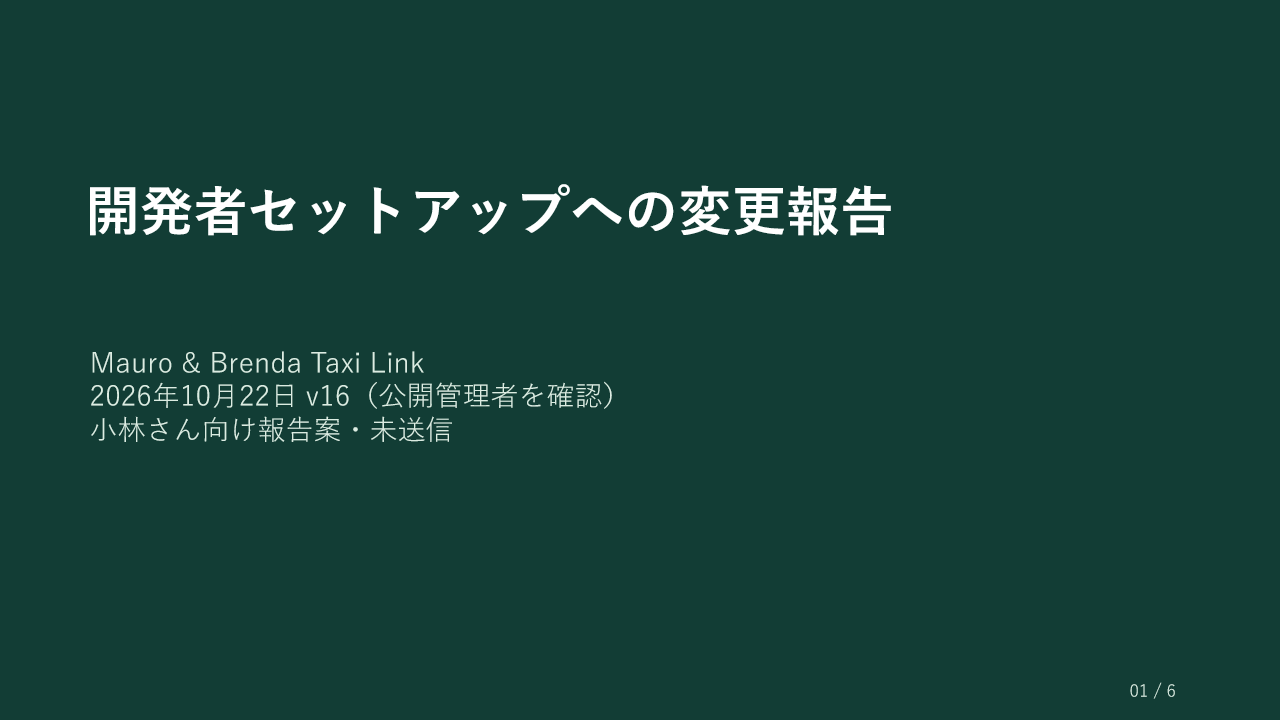 開発者セットアップへの変更報告
Mauro & Brenda Taxi Link
2026年10月22日 v16（公開管理者を確認）
小林さん向け報告案・未送信
01 / 6